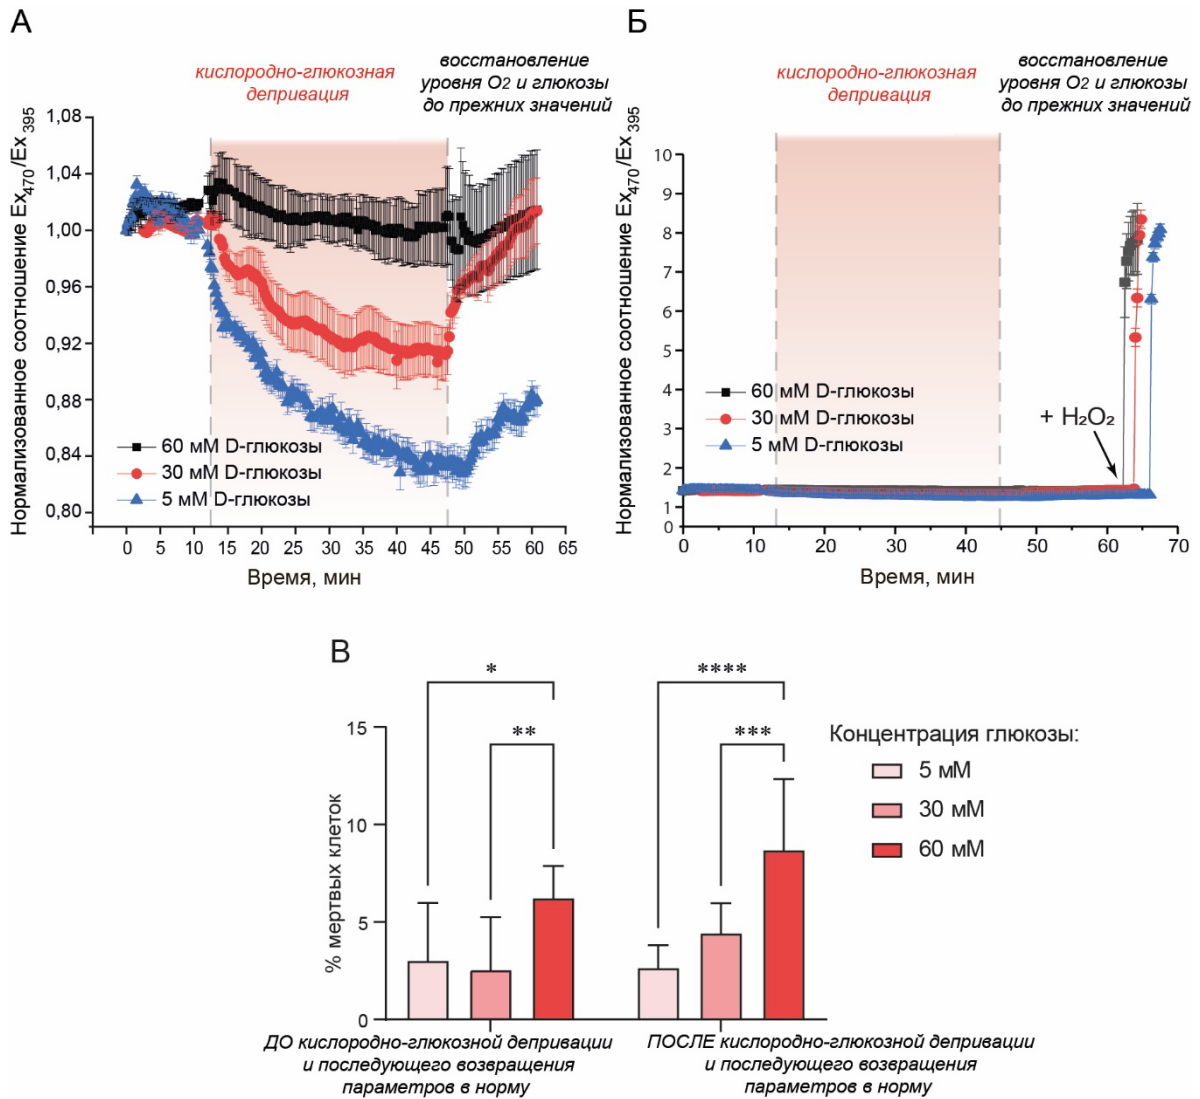 А
кислородно-глюкозная
депривация
восстановление
уровня О2 и глюкозы
до прежних значений
Нормализованное соотношение Ex470/Ex395
1,08
1,04
1,00
0,96
0,92
0,88
0,84
0,80
60 мМ D-глюкозы
30 мМ D-глюкозы
5 мМ D-глюкозы
0 5 10 15 20 25 30 35 40 45 50 55 60 65
Время, мин
Б
кислородно-глюкозная
депривация
восстановление
уровня О2 и глюкозы
до прежних значений
Нормализованное соотношение Ex470/Ex395
10
9
8
7
6
5
4
3
2
1
0
60 мМ D-глюкозы
30 мМ D-глюкозы
5 мМ D-глюкозы
+ H₂O₂
0 10 20 30 40 50 60 70
Время, мин
В
* ****
** ***
% мертвых клеток
15
10
5
0
Концентрация глюкозы:
5 мМ
30 мМ
60 мМ
ДО кислородно-глюкозной депривации
и последующего возвращения
параметров в норму
ПОСЛЕ кислородно-глюкозной депривации
и последующего возвращения
параметров в норму